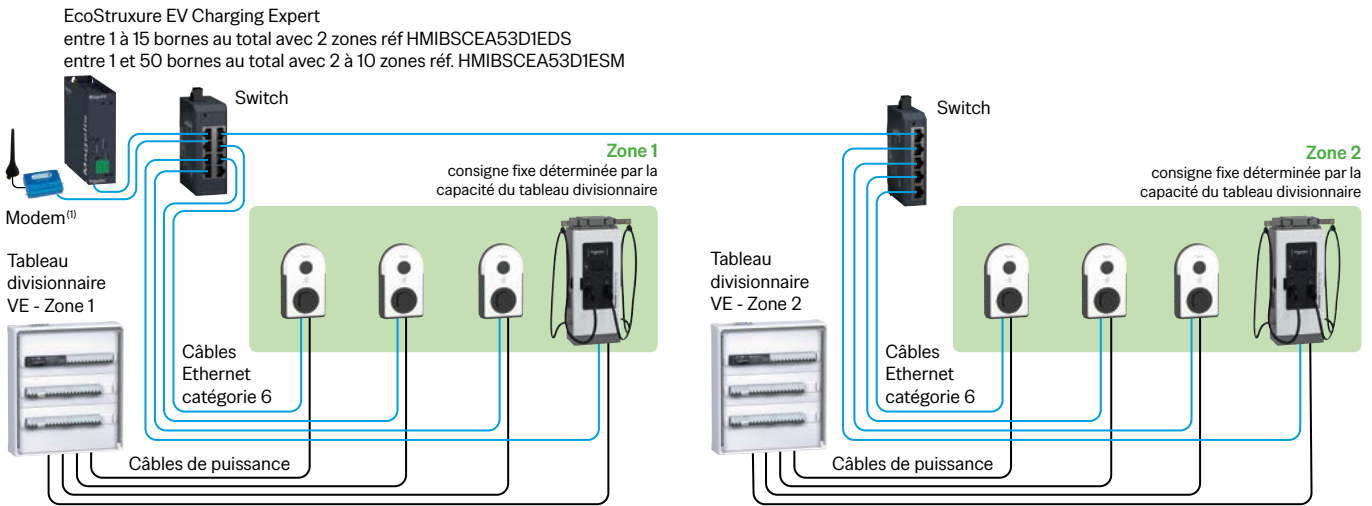 EcoStruxure EV Charging Expert
entre 1 à 15 bornes au total avec 2 zones réf HMIBSCEA53D1EDS
entre 1 et 50 bornes au total avec 2 à 10 zones réf. HMIBSCEA53D1ESM
Switch
Switch
Magelis
Modem(1)
Zone 1
consigne fixe déterminée par la
capacité du tableau divisionnaire
Zone 2
consigne fixe déterminée par la
capacité du tableau divisionnaire
Tableau
divisionnaire
VE - Zone 1
Câbles
Ethernet
catégorie 6
Câbles de puissance
Tableau
divisionnaire
VE - Zone 2
Câbles
Ethernet
catégorie 6
Câbles de puissance